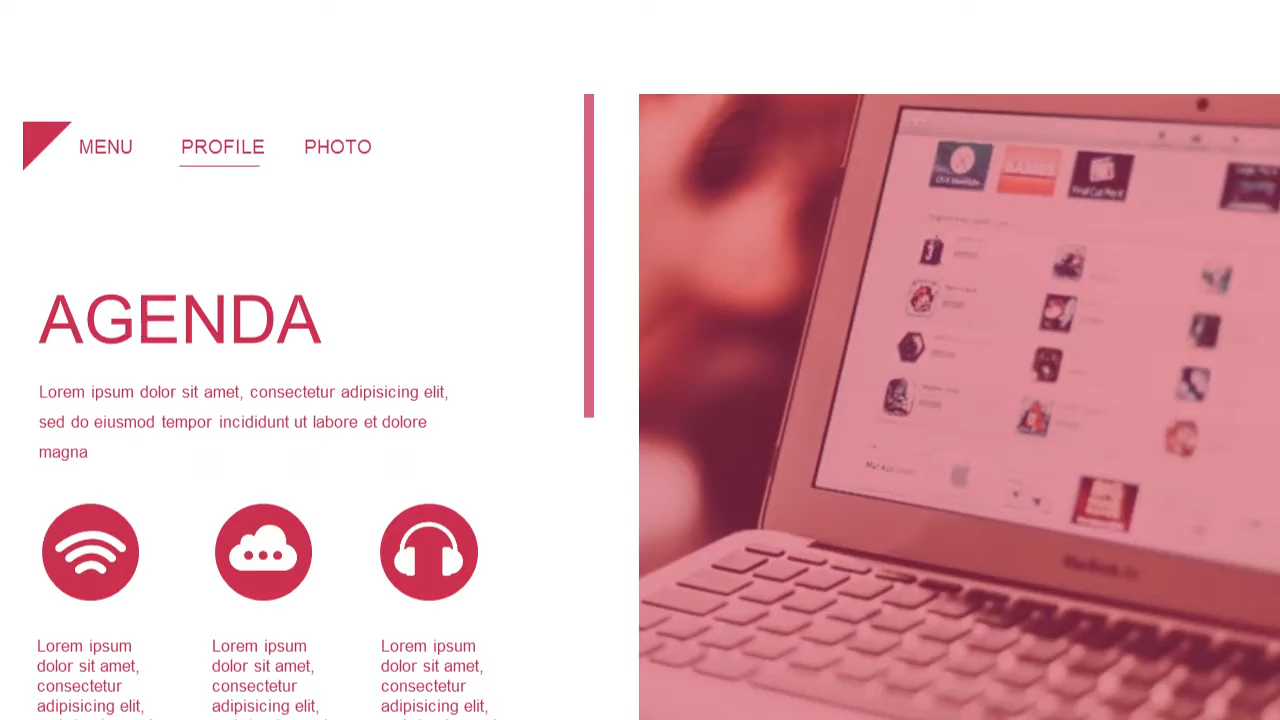 MENU PROFILE PHOTO
AGENDA
Lorem ipsum dolor sit amet, consectetur adipisicing elit,
sed do eiusmod tempor incididunt ut labore et dolore
magna
Lorem ipsum
dolor sit amet,
consectetur
adipisicing elit,
Lorem ipsum
dolor sit amet,
consectetur
adipisicing elit,
Lorem ipsum
dolor sit amet,
consectetur
adipisicing elit,